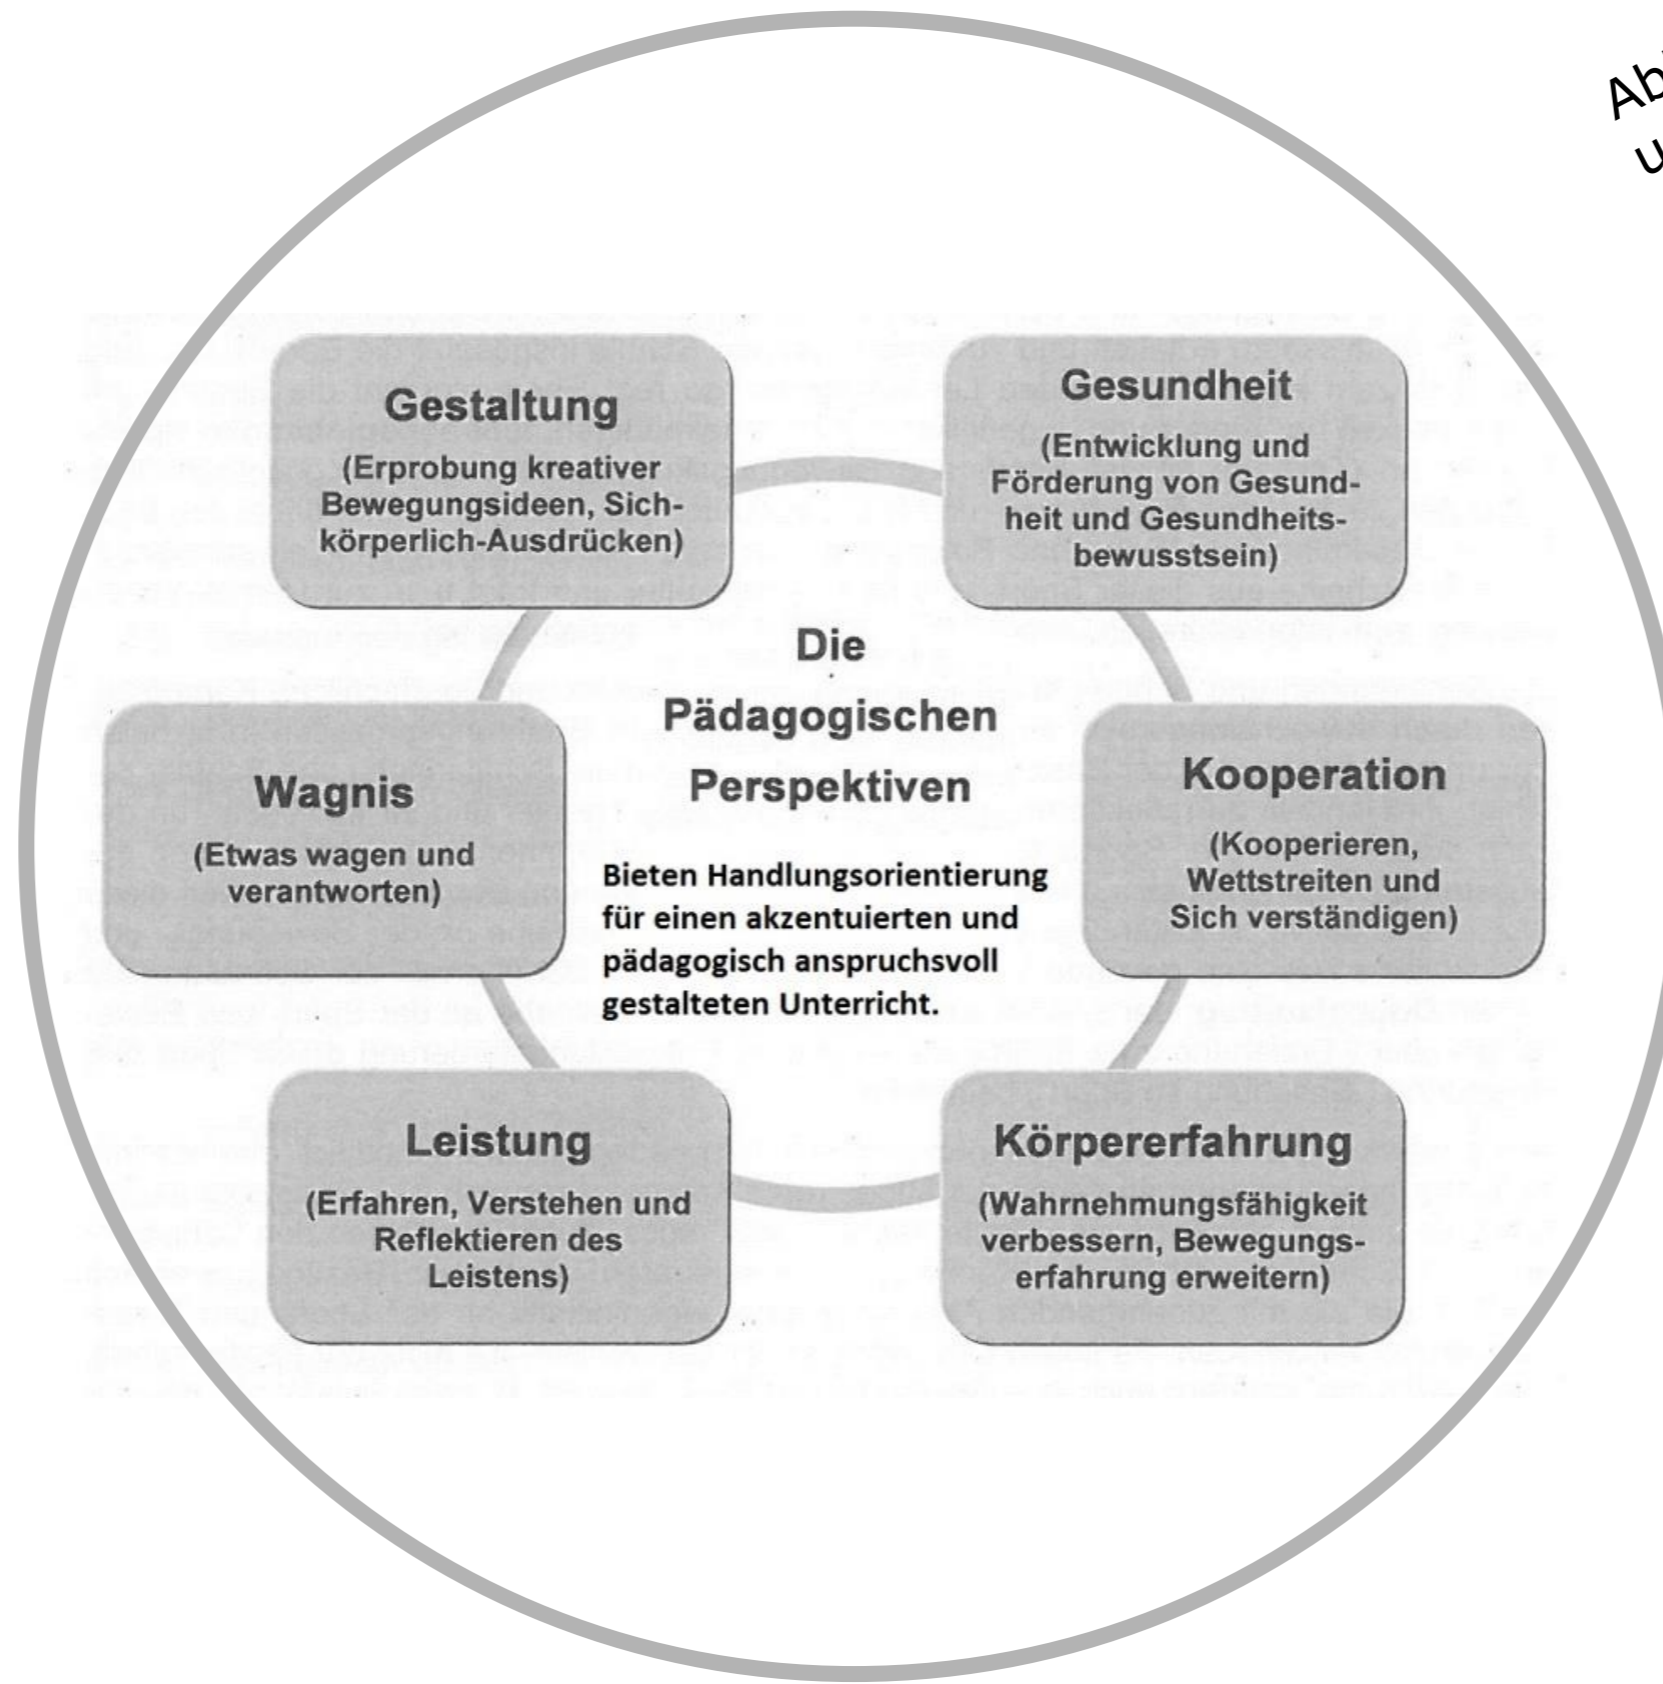 Gestaltung
(Erprobung kreativer
Bewegungsideen, Sich-
körperlich-Ausdrücken)
Gesundheit
(Entwicklung und
Förderung von Gesund-
heit und Gesundheits-
bewusstsein)
Die
Pädagogischen
Perspektiven
Wagnis
(Etwas wagen und
verantworten)
Bieten Handlungsorientierung
für einen akzentuierten und
pädagogisch anspruchsvoll
gestalteten Unterricht.
Kooperation
(Kooperieren,
Wettstreiten und
Sich verständigen)
Leistung
(Erfahren, Verstehen und
Reflektieren des
Leistens)
Körpererfahrung
(Wahrnehmungsfähigkeit
verbessern, Bewegungs-
erfahrung erweitern)